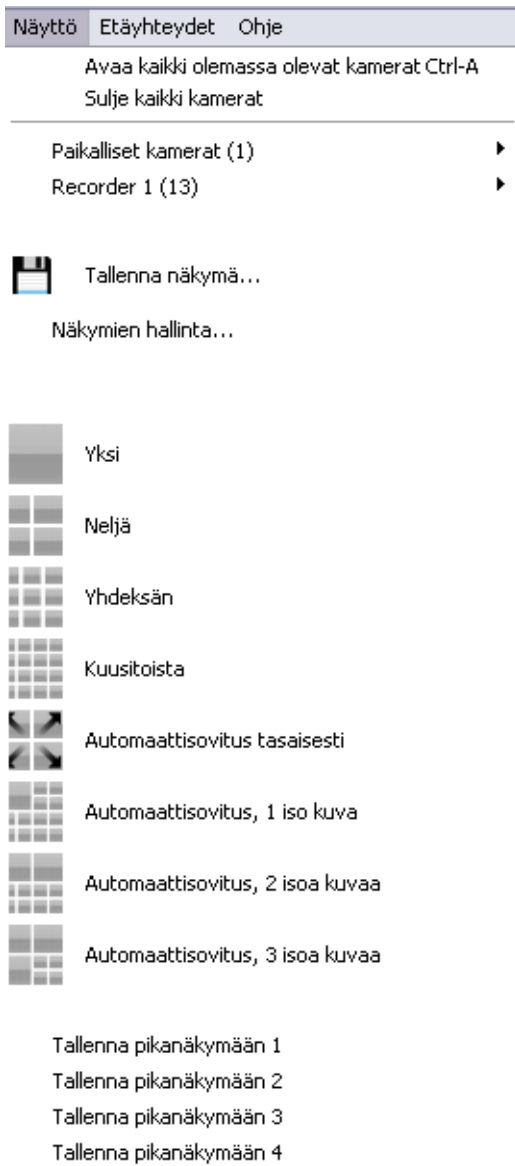 Näyttö Etäyhteydet Ohje
Avaa kaikki olemassa olevat kamerat Ctrl-A
Sulje kaikki kamerat
Paikalliset kamerat (1)
Recorder 1 (13)
Tallenna näkymä...
Näkymien hallinta...
Yksi
Neljä
Yhdeksän
Kuusitoista
Automaattisovitus tasaisesti
Automaattisovitus, 1 iso kuva
Automaattisovitus, 2 isoa kuvaa
Automaattisovitus, 3 isoa kuvaa
Tallenna pikanäkymään 1
Tallenna pikanäkymään 2
Tallenna pikanäkymään 3
Tallenna pikanäkymään 4